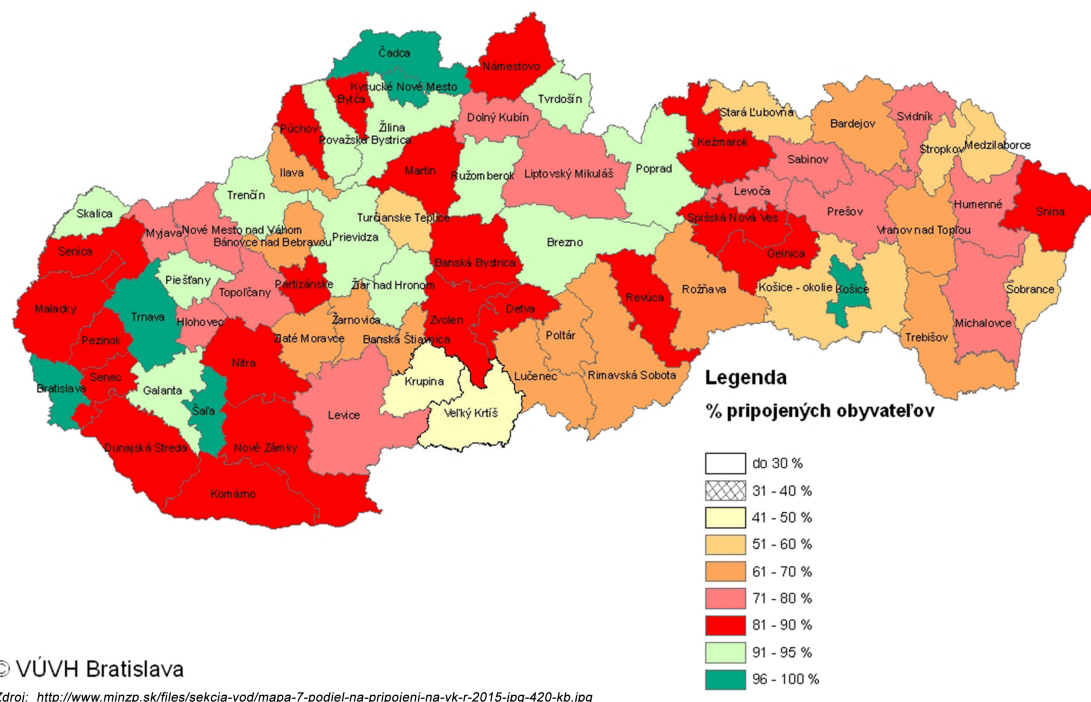 Čadca
Námestovo
Kysucké Nové Mesto
Bytča
Tvrdošín
Stará Ľubovňa
Dolný Kubín
Svidník
Bardejov
Púchov
Žilina
Považská Bystrica
Kežmarok
Stropkov
Medzilaborce
Sabinov
Martin
Ružomberok
Liptovský Mikuláš
Poprad
Ilava
Levoča
Trenčín
Humenné
Snina
Skalica
Turčianske Teplice
Spišská Nová Ves
Prešov
Myjava
Nové Mesto nad Váhom
Vranov nad Topľou
Bánovce nad Bebravou
Prievidza
Brezno
Senica
Gelnica
Banská Bystrica
Piešťany
Partizánske
Žiar nad Hronom
Rožňava
Košice - okolie
Košice
Sobrance
Topoľčany
Revúca
Malacky
Detva
Trnava
Hlohovec
Žarnovica
Zvolen
Michalovce
Pezinok
Zlaté Moravce
Banská Štiavnica
Poltár
Trebišov
Nitra
Senec
Lučenec
Rimavská Sobota
Bratislava
Galanta
Krupina
Šaľa
Levice
Veľký Krtíš
Dunajská Streda
Nové Zámky
Komárno
Legenda
% pripojených obyvateľov
do 30 %
31 - 40 %
41 - 50 %
51 - 60 %
61 - 70 %
71 - 80 %
81 - 90 %
91 - 95 %
96 - 100 %
© VÚVH Bratislava
Zdroj: http://www.minzp.sk/files/sekcia-vod/mapa-7-podiel-na-pripojeni-na-vk-r-2015-jpg-420-kb.jpg